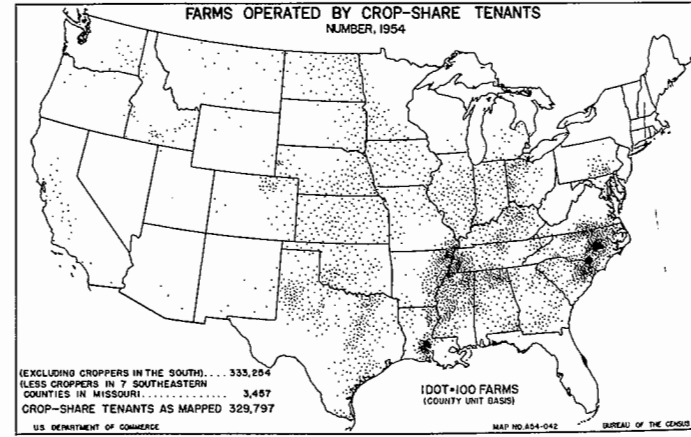 FARMS OPERATED BY CROP-SHARE TENANTS
NUMBER, 1954
(EXCLUDING CROPPERS IN THE SOUTH).... 333,254
(LESS CROPPERS IN 7 SOUTHEASTERN
COUNTIES IN MISSOURI.............. 3,457
CROP-SHARE TENANTS AS MAPPED 329,797
1 DOT=100 FARMS
(COUNTY UNIT BASIS)
U.S. DEPARTMENT OF COMMERCE
MAP NO. A54-042
BUREAU OF THE CENSUS